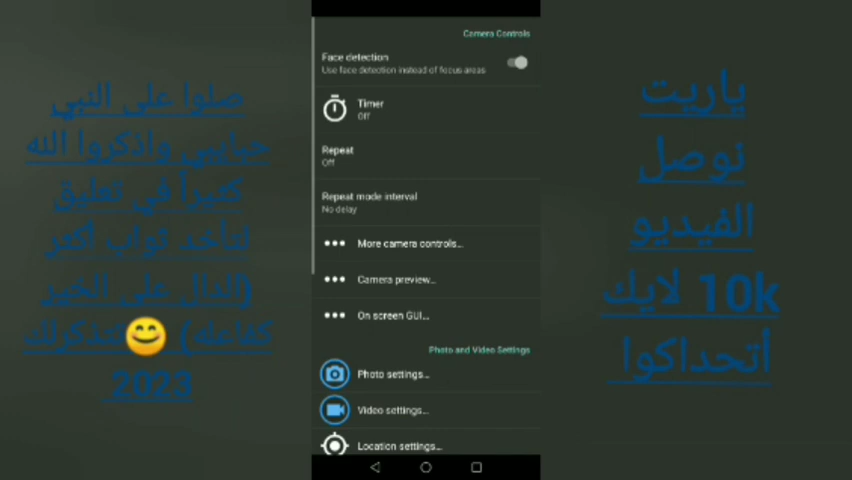 صلوا على النبي
حبايبي واذكروا الله
كثيراً في تعليق
لتأخد ثواب أكثر
(الدال على الخير
كفاعله) 😊لتذكرلك
2023
Camera Controls
Face detection
Use face detection instead of focus areas
Timer
Off
Repeat
Off
Repeat mode interval
No delay
More camera controls...
Camera preview...
On screen GUI...
Photo and Video Settings
Photo settings...
Video settings...
Location settings...
ياريت
نوصل
الفيديو
10k لايك
أتحداكوا